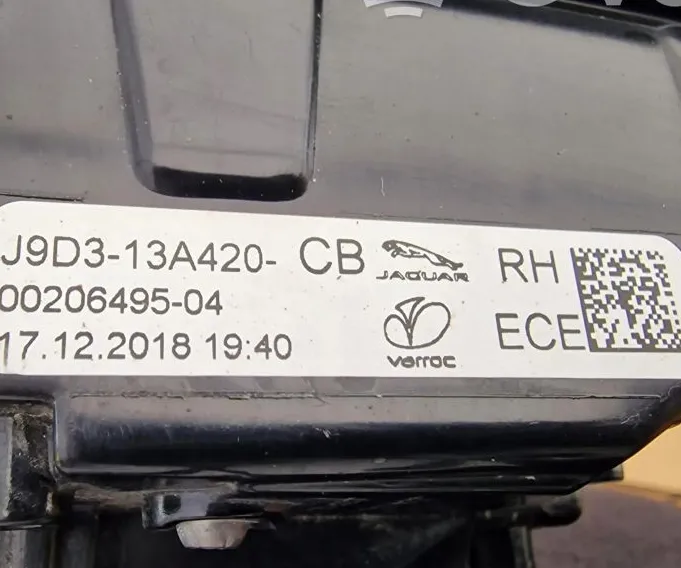 J9D3-13A420- CB JAGUAR RH
00206495-04
17.12.2018 19:40 varroc ECE